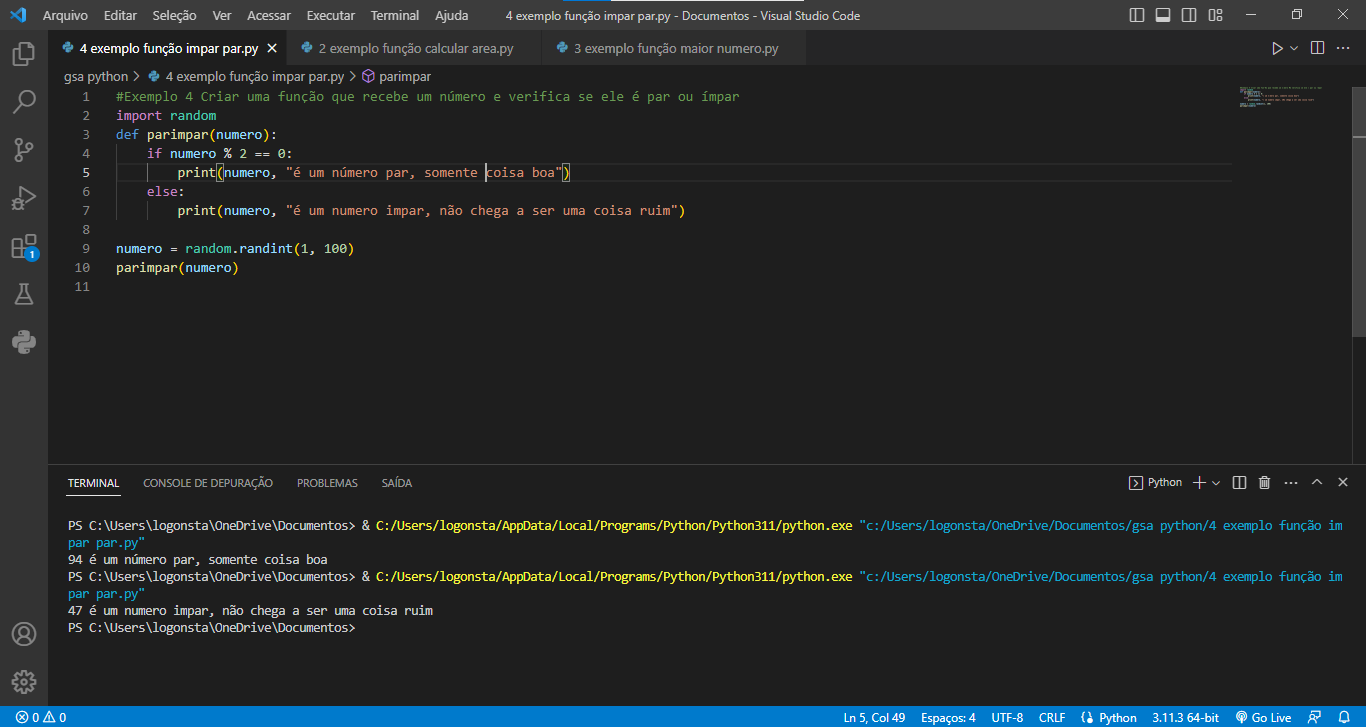 Arquivo Editar Seleção Ver Acessar Executar Terminal Ajuda 4 exemplo função impar par.py - Documentos - Visual Studio Code
4 exemplo função impar par.py 2 exemplo função calcular area.py 3 exemplo função maior numero.py
gsa python > 4 exemplo função impar par.py > parimpar
1 #Exemplo 4 Criar uma função que recebe um número e verifica se ele é par ou ímpar
2 import random
3 def parimpar(numero):
4 if numero % 2 == 0:
5 print(numero, "é um número par, somente coisa boa")
6 else:
7 print(numero, "é um numero impar, não chega a ser uma coisa ruim")
8
9 numero = random.randint(1, 100)
10 parimpar(numero)
11
1
TERMINAL CONSOLE DE DEPURAÇÃO PROBLEMAS SAÍDA Python
PS C:\Users\logonsta\OneDrive\Documentos> & C:/Users/logonsta/AppData/Local/Programs/Python/Python311/python.exe "c:/Users/logonsta/OneDrive/Documentos/gsa python/4 exemplo função im
par par.py"
94 é um número par, somente coisa boa
PS C:\Users\logonsta\OneDrive\Documentos> & C:/Users/logonsta/AppData/Local/Programs/Python/Python311/python.exe "c:/Users/logonsta/OneDrive/Documentos/gsa python/4 exemplo função im
par par.py"
47 é um numero impar, não chega a ser uma coisa ruim
PS C:\Users\logonsta\OneDrive\Documentos>
0 0 Ln 5, Col 49 Espaços: 4 UTF-8 CRLF Python 3.11.3 64-bit Go Live